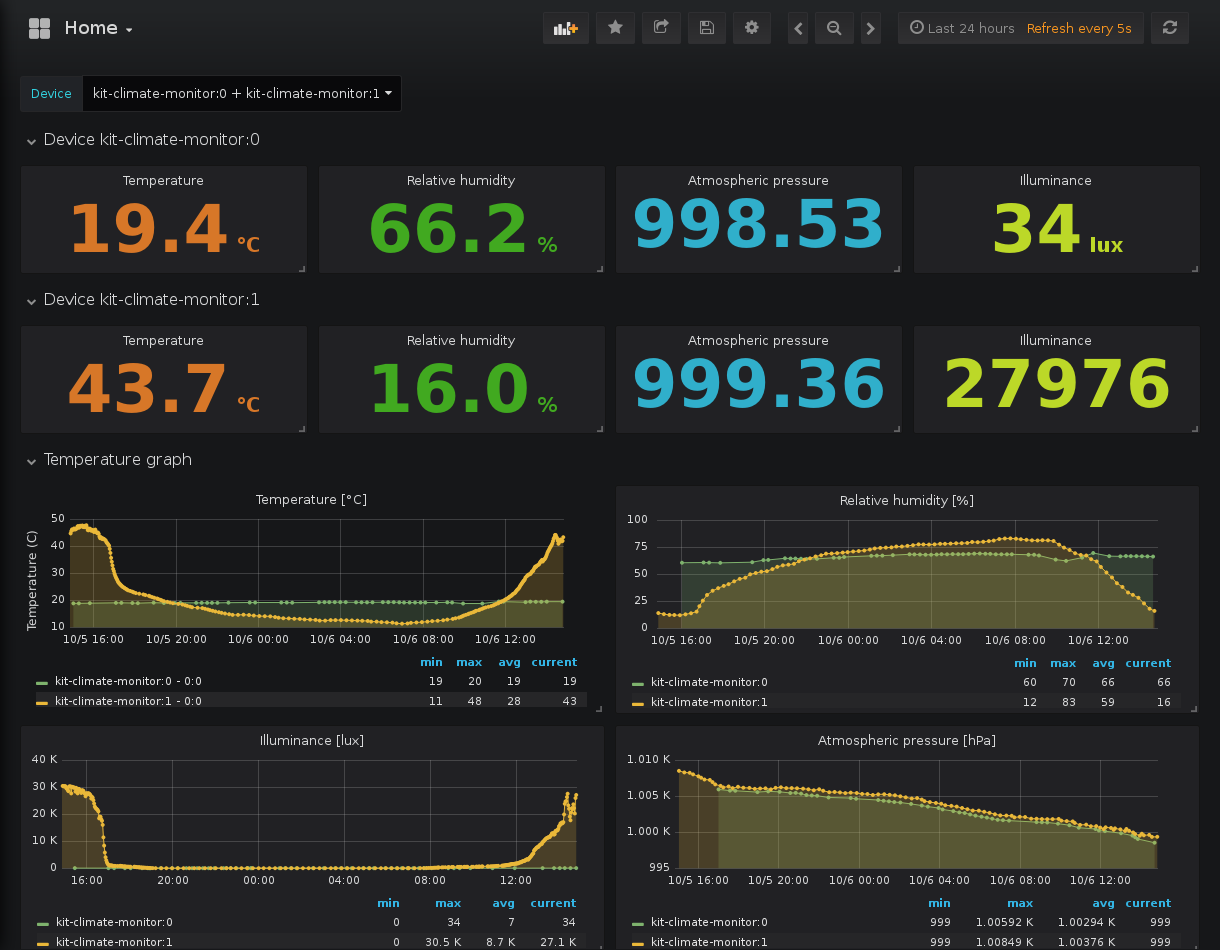 Home
Last 24 hours Refresh every 5s
Device kit-climate-monitor:0 + kit-climate-monitor:1
Device kit-climate-monitor:0
Temperature Relative humidity Atmospheric pressure Illuminance
19.4 °C 66.2 % 998.53 34 lux
Device kit-climate-monitor:1
Temperature Relative humidity Atmospheric pressure Illuminance
43.7 °C 16.0 % 999.36 27976
Temperature graph
Temperature [°C]
Temperature (C)
50
40
30
20
10
10/5 16:00 10/5 20:00 10/6 00:00 10/6 04:00 10/6 08:00 10/6 12:00
min max avg current
kit-climate-monitor:0 - 0:0 19 20 19 19
kit-climate-monitor:1 - 0:0 11 48 28 43
Relative humidity [%]
100
75
50
25
0
10/5 16:00 10/5 20:00 10/6 00:00 10/6 04:00 10/6 08:00 10/6 12:00
min max avg current
kit-climate-monitor:0 60 70 66 66
kit-climate-monitor:1 12 83 59 16
Illuminance [lux]
40 K
30 K
20 K
10 K
0
16:00 20:00 00:00 04:00 08:00 12:00
min max avg current
kit-climate-monitor:0 0 34 7 34
kit-climate-monitor:1 0 30.5 K 8.7 K 27.1 K
Atmospheric pressure [hPa]
1.010 K
1.005 K
1.000 K
995
10/5 16:00 10/5 20:00 10/6 00:00 10/6 04:00 10/6 08:00 10/6 12:00
min max avg current
kit-climate-monitor:0 999 1.00592 K 1.00294 K 999
kit-climate-monitor:1 999 1.00849 K 1.00376 K 999